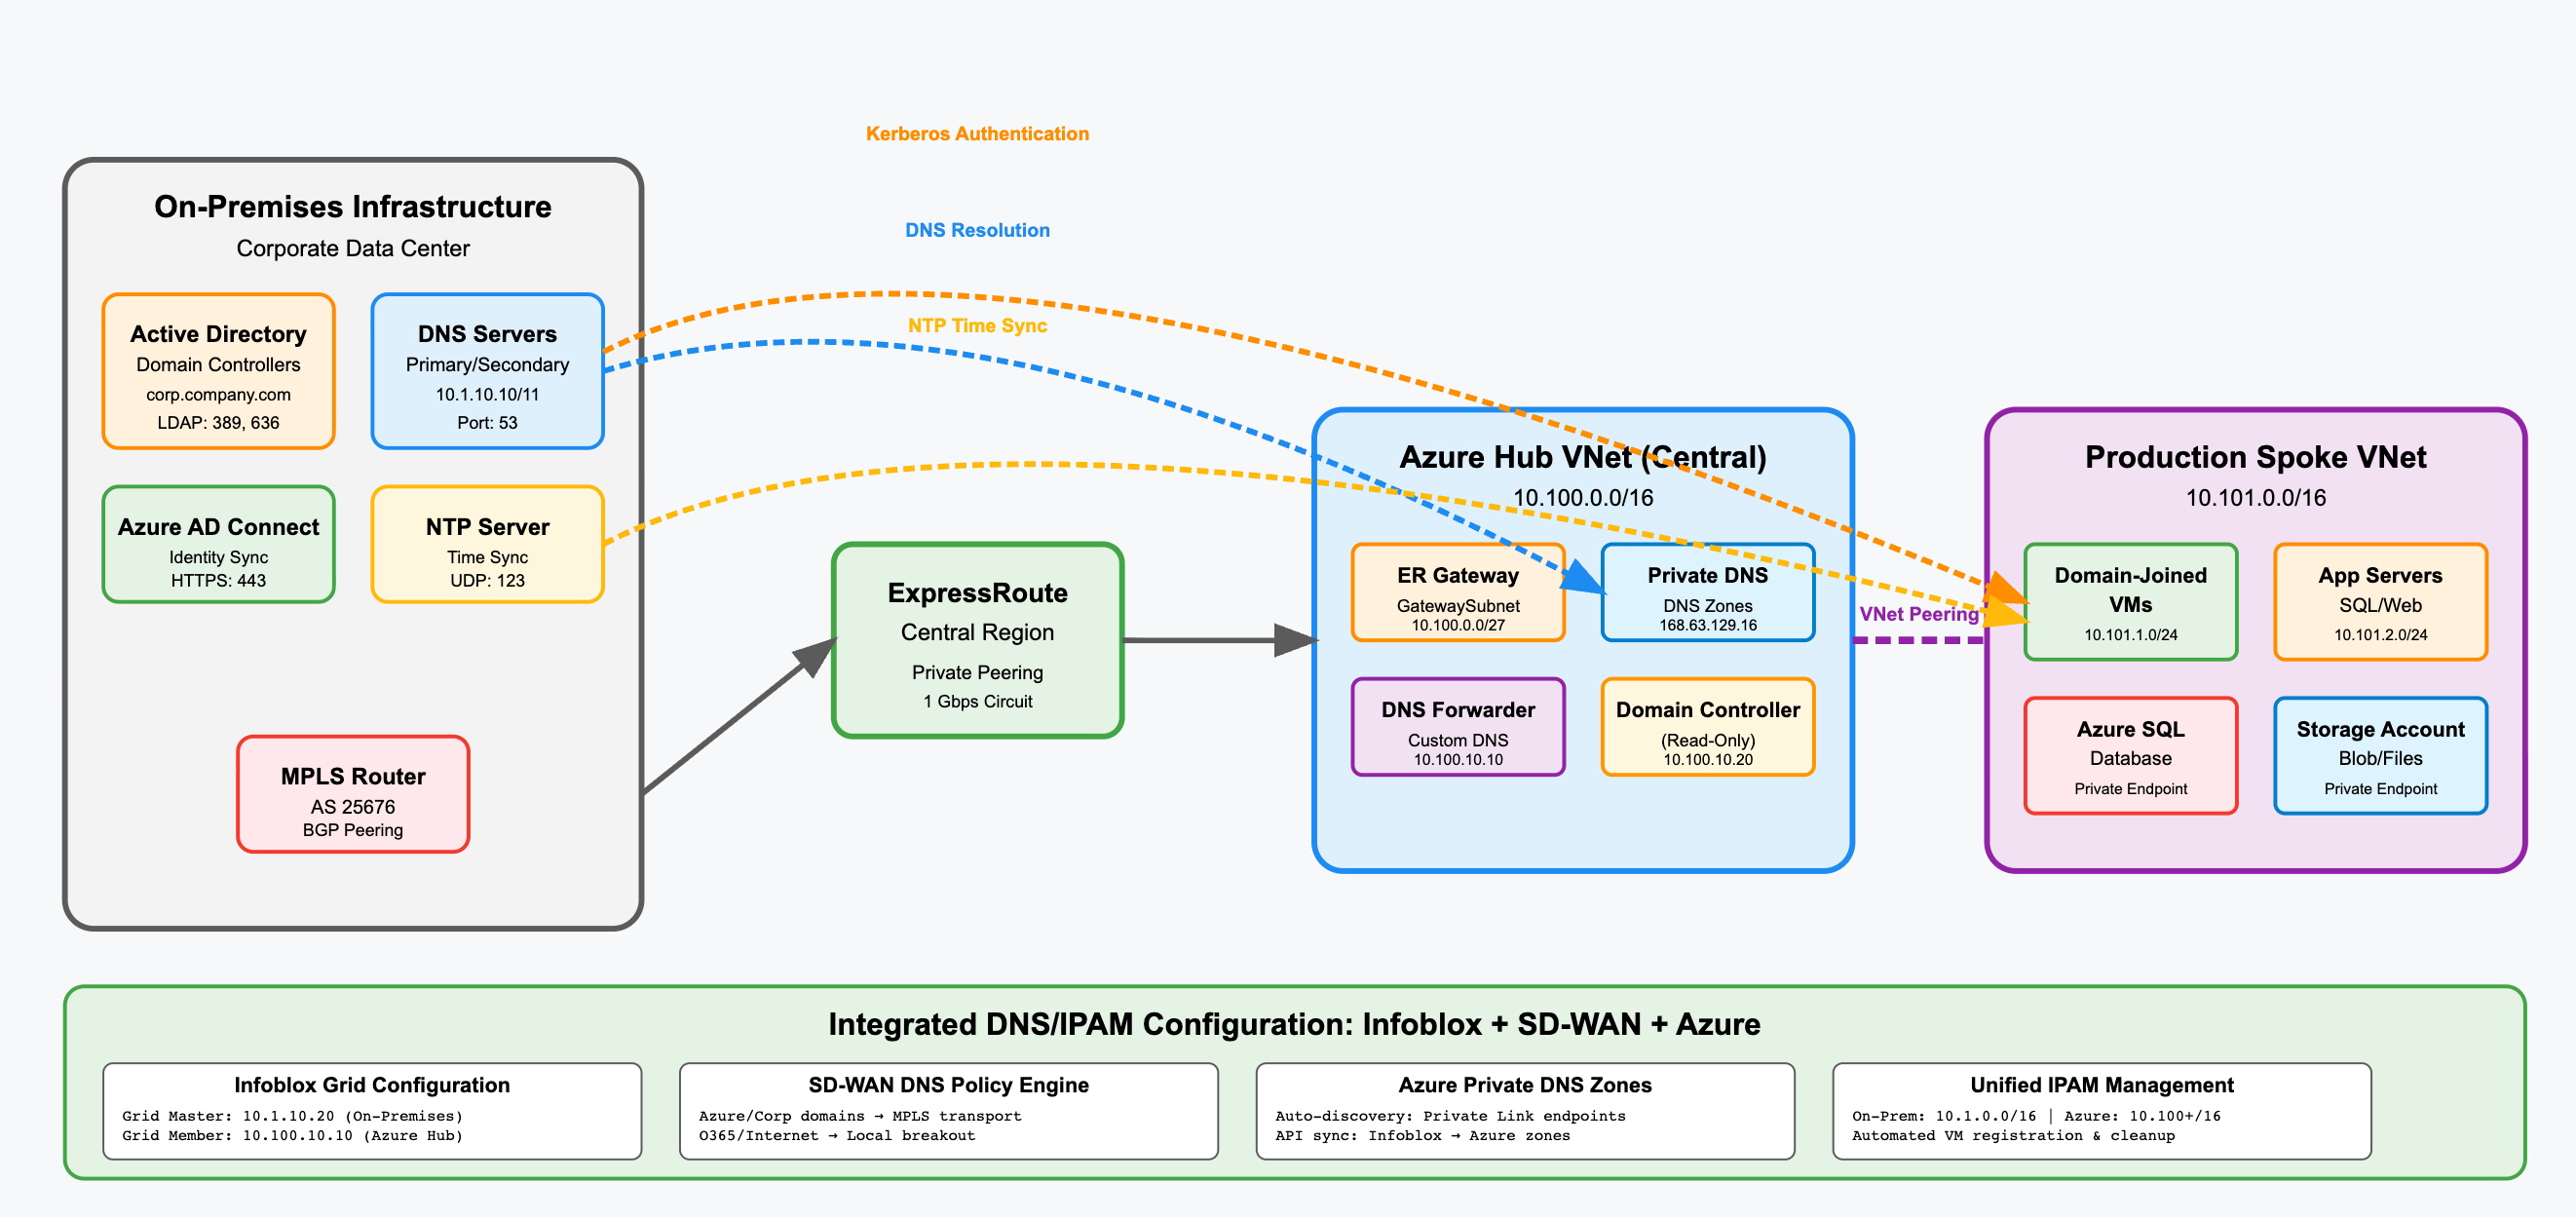 Kerberos Authentication
DNS Resolution
NTP Time Sync
On-Premises Infrastructure
Corporate Data Center
Active Directory
Domain Controllers
corp.company.com
LDAP: 389, 636
DNS Servers
Primary/Secondary
10.1.10.10/11
Port: 53
Azure AD Connect
Identity Sync
HTTPS: 443
NTP Server
Time Sync
UDP: 123
MPLS Router
AS 25676
BGP Peering
ExpressRoute
Central Region
Private Peering
1 Gbps Circuit
Azure Hub VNet (Central)
10.100.0.0/16
ER Gateway
GatewaySubnet
10.100.0.0/27
Private DNS
DNS Zones
168.63.129.16
DNS Forwarder
Custom DNS
10.100.10.10
Domain Controller
(Read-Only)
10.100.10.20
VNet Peering
Production Spoke VNet
10.101.0.0/16
Domain-Joined
VMs
10.101.1.0/24
App Servers
SQL/Web
10.101.2.0/24
Azure SQL
Database
Private Endpoint
Storage Account
Blob/Files
Private Endpoint
Integrated DNS/IPAM Configuration: Infoblox + SD-WAN + Azure
Infoblox Grid Configuration
Grid Master: 10.1.10.20 (On-Premises)
Grid Member: 10.100.10.10 (Azure Hub)
SD-WAN DNS Policy Engine
Azure/Corp domains → MPLS transport
O365/Internet → Local breakout
Azure Private DNS Zones
Auto-discovery: Private Link endpoints
API sync: Infoblox → Azure zones
Unified IPAM Management
On-Prem: 10.1.0.0/16 | Azure: 10.100+/16
Automated VM registration & cleanup